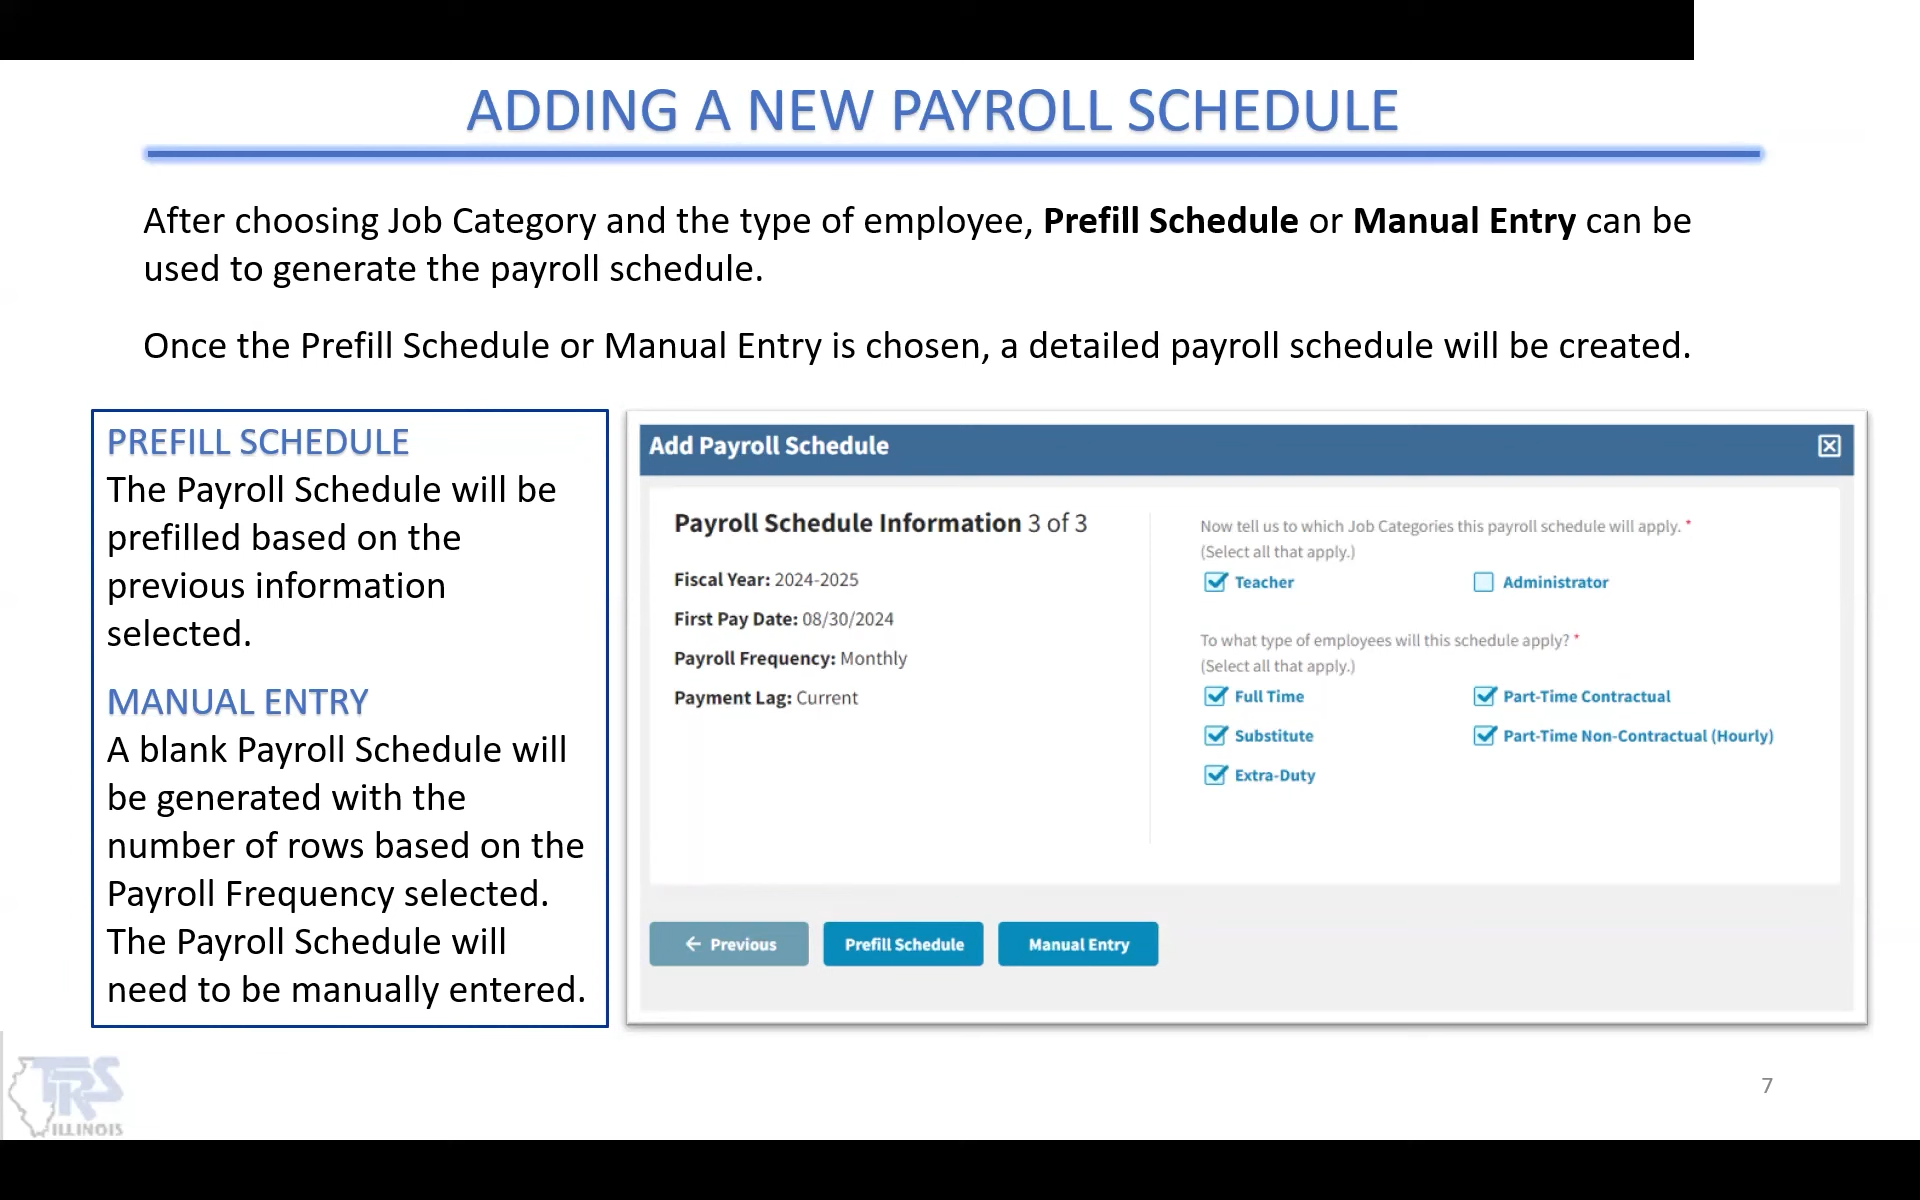 ADDING A NEW PAYROLL SCHEDULE
After choosing Job Category and the type of employee, Prefill Schedule or Manual Entry can be
used to generate the payroll schedule.
Once the Prefill Schedule or Manual Entry is chosen, a detailed payroll schedule will be created.
PREFILL SCHEDULE
The Payroll Schedule will be
prefilled based on the
previous information
selected.
MANUAL ENTRY
A blank Payroll Schedule will
be generated with the
number of rows based on the
Payroll Frequency selected.
The Payroll Schedule will
need to be manually entered.
Add Payroll Schedule
Payroll Schedule Information 3 of 3
Fiscal Year: 2024-2025
First Pay Date: 08/30/2024
Payroll Frequency: Monthly
Payment Lag: Current
Now tell us to which Job Categories this payroll schedule will apply. *
(Select all that apply.)
Teacher Administrator
To what type of employees will this schedule apply? *
(Select all that apply.)
Full Time Part-Time Contractual
Substitute Part-Time Non-Contractual (Hourly)
Extra-Duty
← Previous Prefill Schedule Manual Entry
TRS
ILLINOIS
7